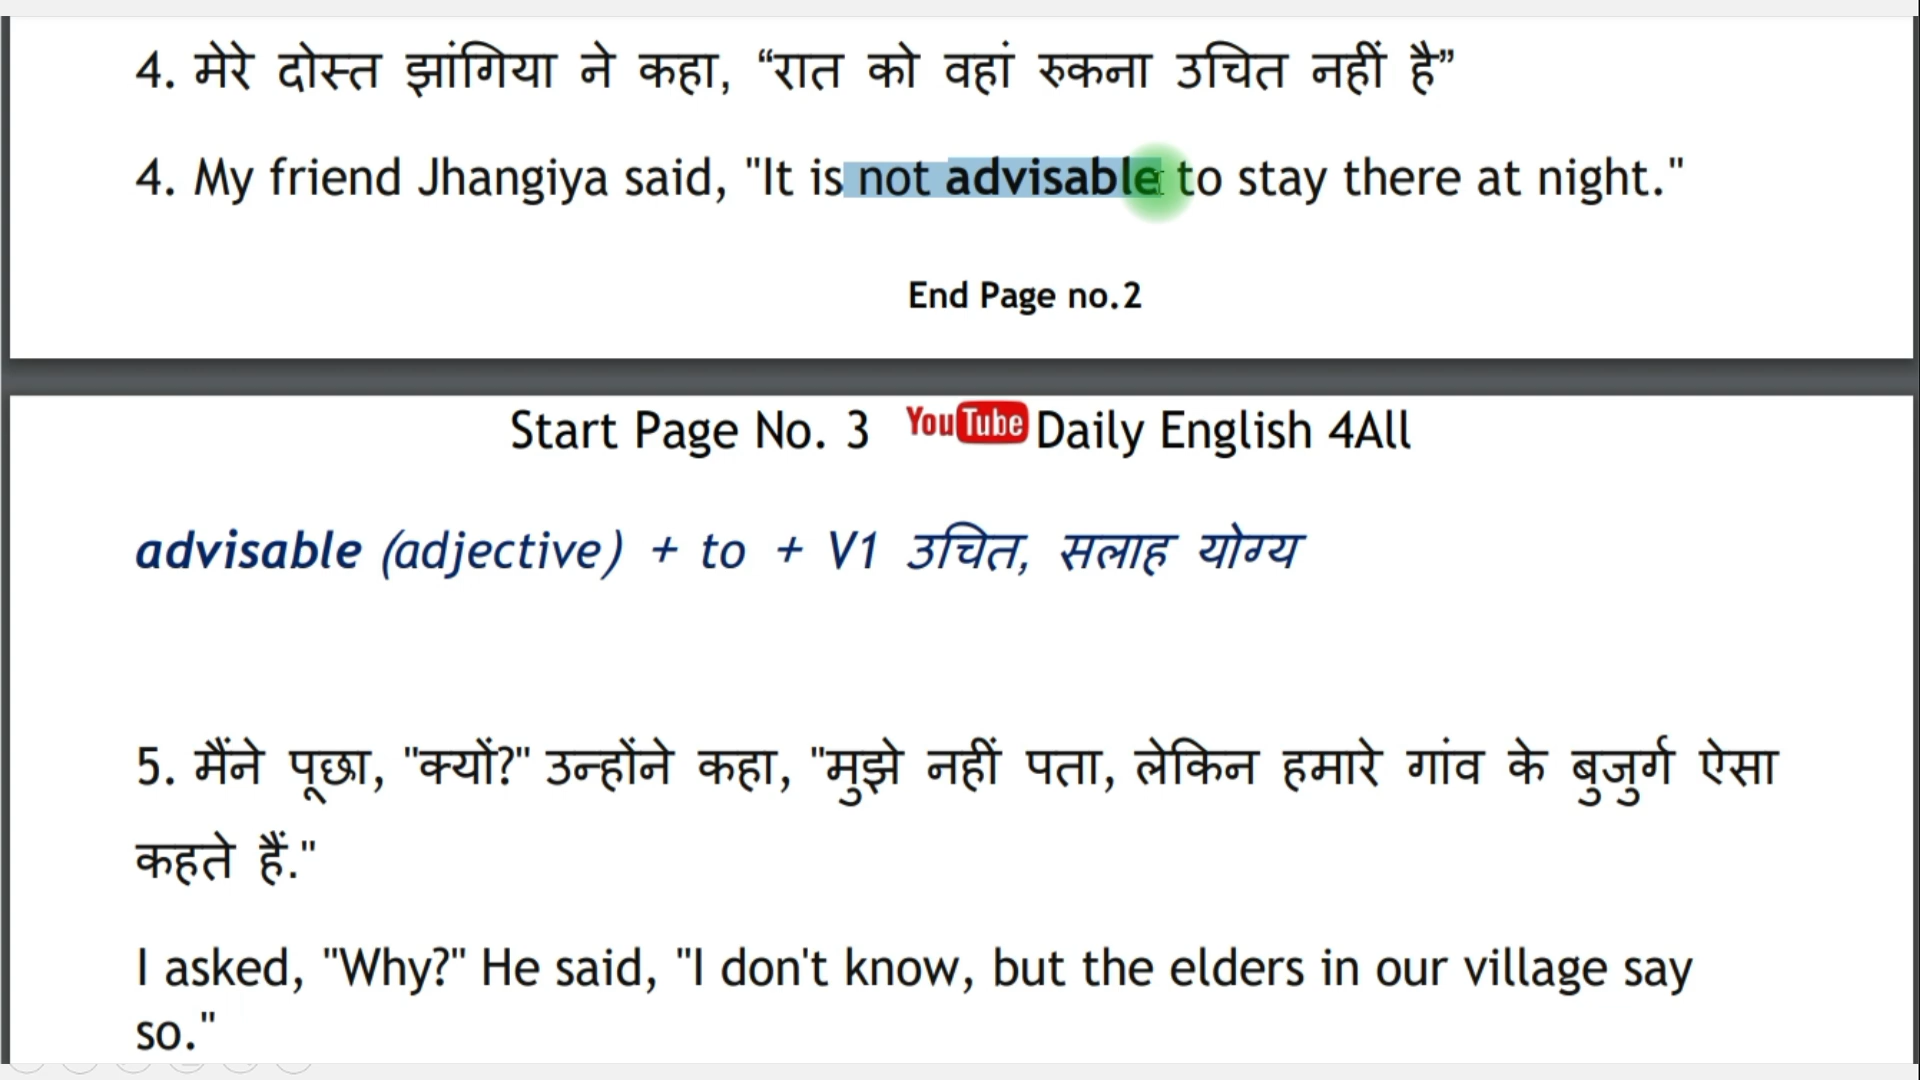 4. मेरे दोस्त झांगिया ने कहा, “रात को वहां रुकना उचित नहीं है”
4. My friend Jhangiya said, "It is not advisable to stay there at night."
End Page no.2
Start Page No. 3 YouTube Daily English 4All
advisable (adjective) + to + V1 उचित, सलाह योग्य
5. मैंने पूछा, "क्यों?" उन्होंने कहा, "मुझे नहीं पता, लेकिन हमारे गांव के बुजुर्ग ऐसा
कहते हैं."
I asked, "Why?" He said, "I don't know, but the elders in our village say
so."